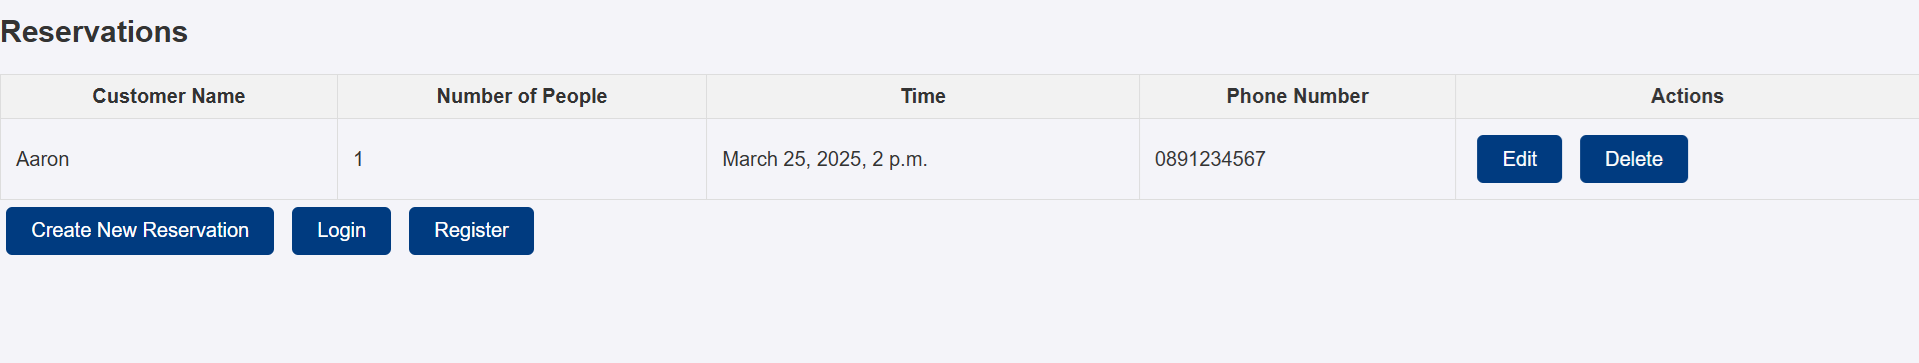 Reservations
Customer Name Number of People Time Phone Number Actions
Aaron 1 March 25, 2025, 2 p.m. 0891234567 Edit Delete
Create New Reservation Login Register